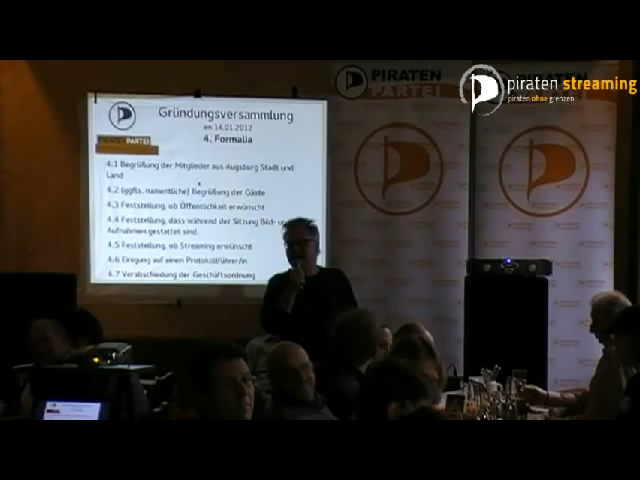 Gründungsversammlung
am 14.01.2012
4. Formalia
PIRATENPARTEI
4.1 Begrüßung der Mitglieder aus Augsburg Stadt und
Land
4.2 (ggfls. namentliche) Begrüßung der Gäste
4.3 Feststellung, ob Öffentlichkeit erwünscht
4.4 Feststellung, dass während der Sitzung Bild-
Aufnahmen gestattet sind.
4.5 Feststellung, ob Streaming erwünscht
4.6 Einigung auf einen Protokollführer/in
4.7 Verabschiedung der Geschäftsordnung
PIRATEN
PARTEI
PIRATEN
PARTEI
piraten streaming
piraten ohne grenzen